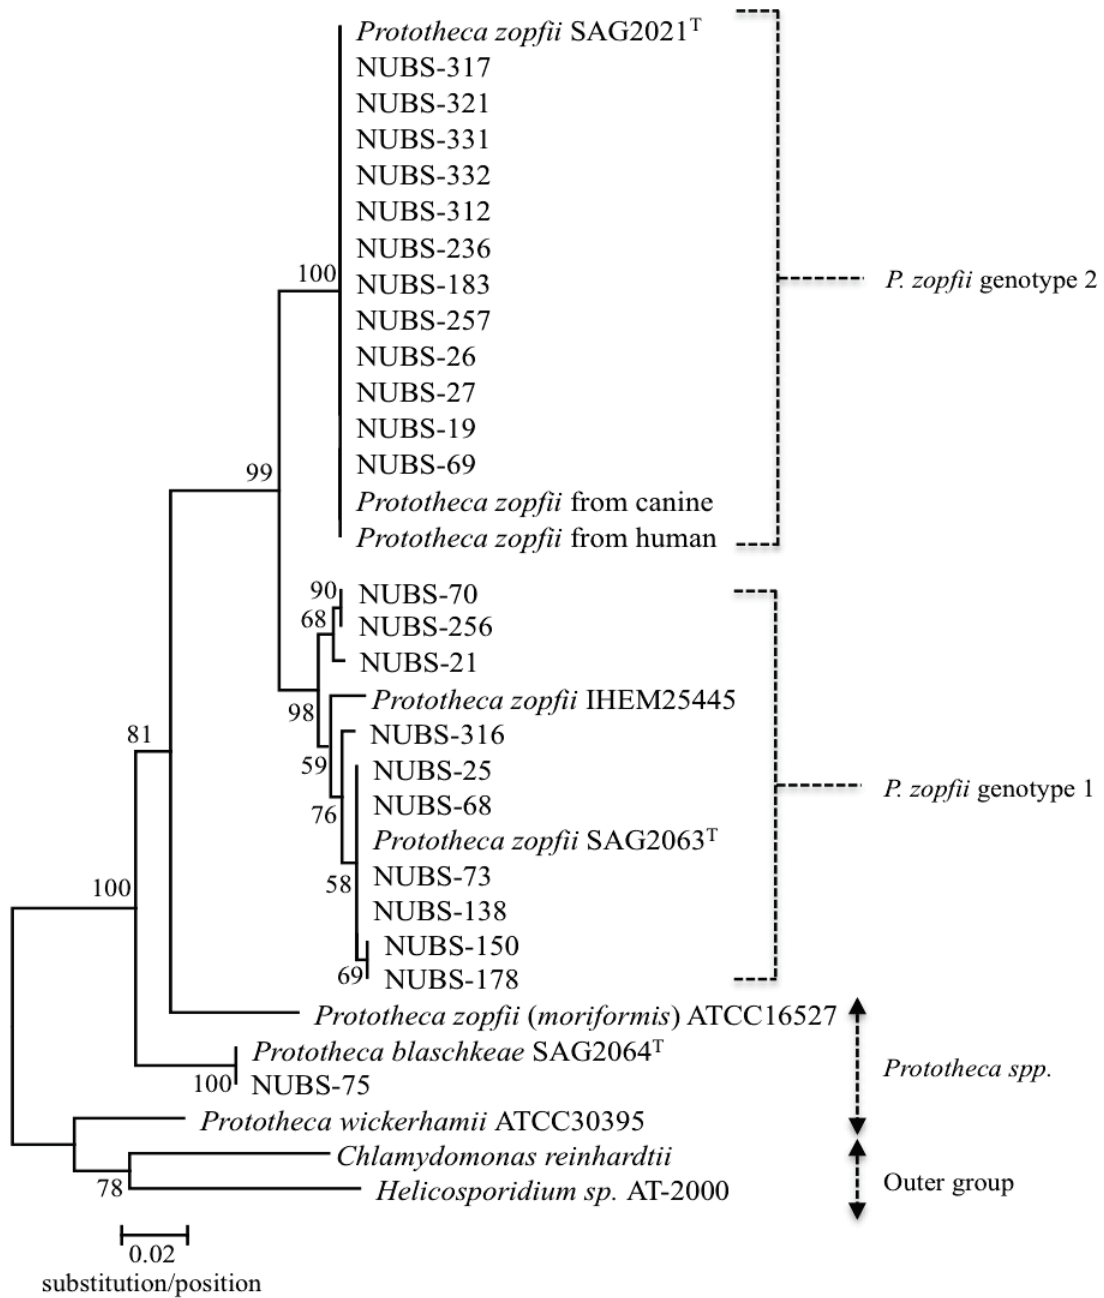 Prototheca zopfii SAG2021T
NUBS-317
NUBS-321
NUBS-331
NUBS-332
NUBS-312
NUBS-236
100
NUBS-183
P. zopfii genotype 2
NUBS-257
NUBS-26
NUBS-27
NUBS-19
NUBS-69
99
Prototheca zopfii from canine
Prototheca zopfii from human
90
NUBS-70
68
NUBS-256
NUBS-21
Prototheca zopfii IHEM25445
98
NUBS-316
81
59
NUBS-25
P. zopfii genotype 1
NUBS-68
76
Prototheca zopfii SAG2063T
NUBS-73
58
100
NUBS-138
NUBS-150
69
NUBS-178
Prototheca zopfii (moriformis) ATCC16527
Prototheca blaschkeae SAG2064T
Prototheca spp.
100
NUBS-75
Prototheca wickerhamii ATCC30395
Chlamydomonas reinhardtii
78
Helicosporidium sp. AT-2000
Outer group
0.02
substitution/position